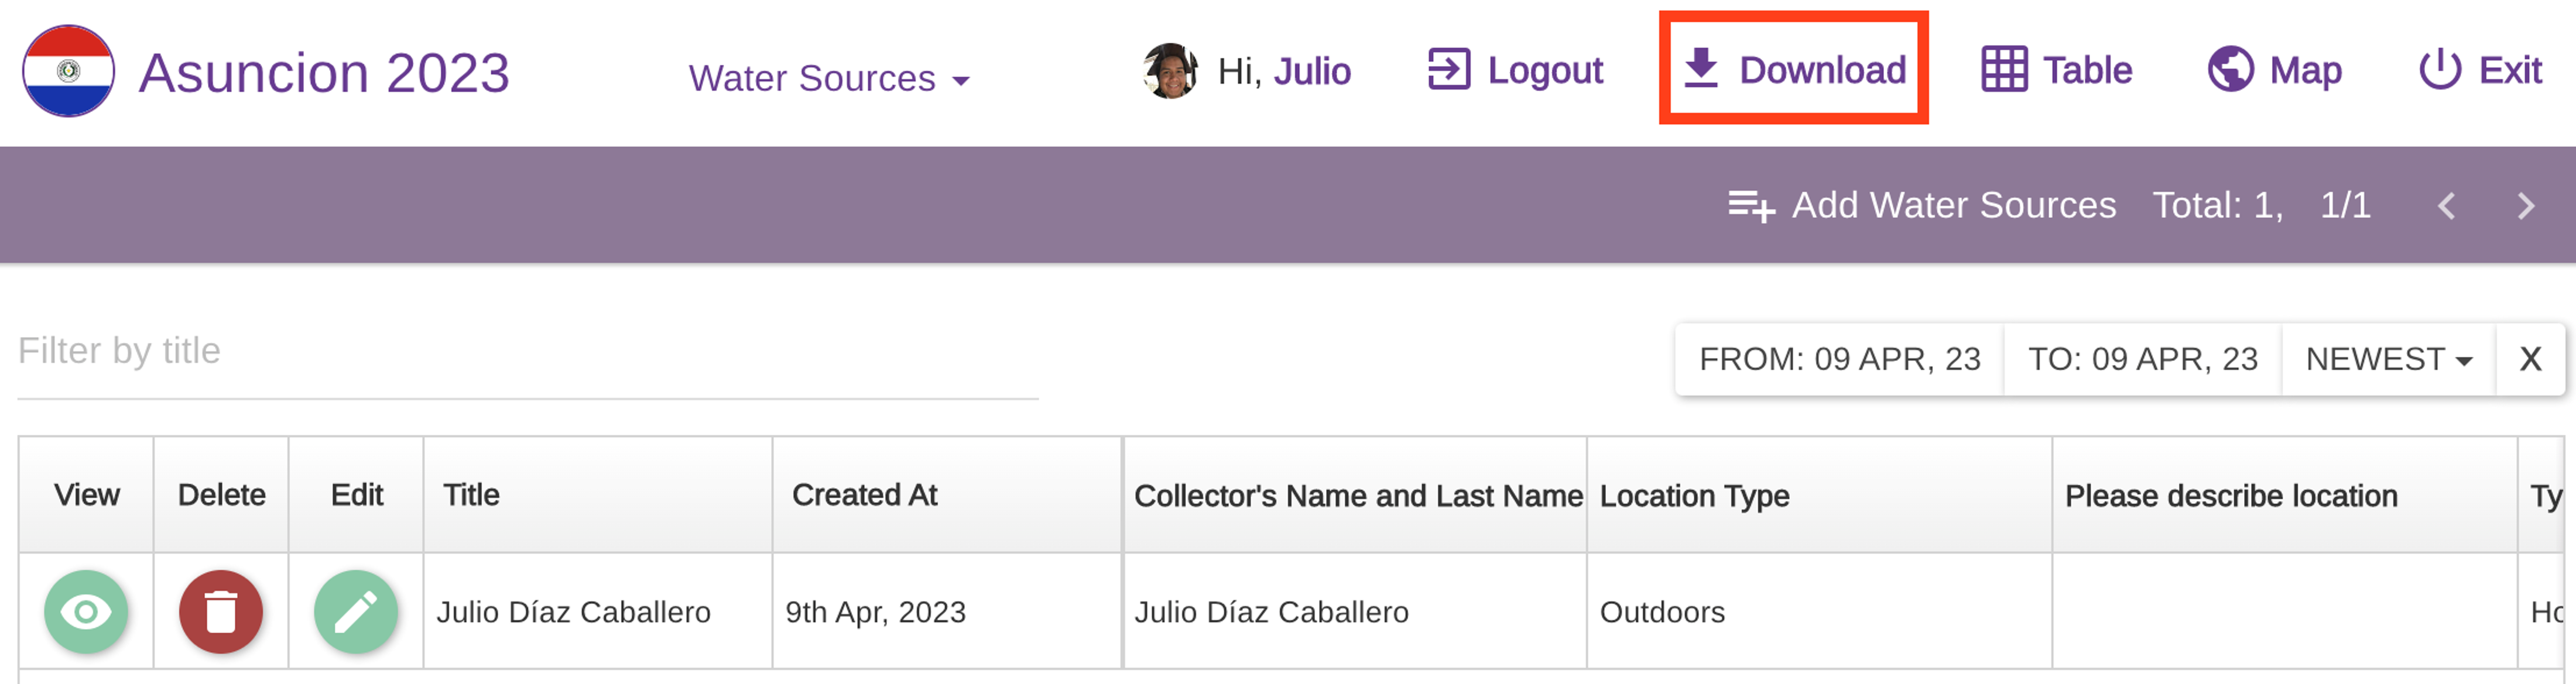 Asuncion 2023
Water Sources
Hi, Julio
Logout
Download
Table
Map
Exit
Add Water Sources
Total: 1,
1/1
Filter by title
FROM: 09 APR, 23
TO: 09 APR, 23
NEWEST
X
View
Delete
Edit
Title
Created At
Collector's Name and Last Name
Location Type
Please describe location
Ty
Julio Díaz Caballero
9th Apr, 2023
Julio Díaz Caballero
Outdoors
Ho